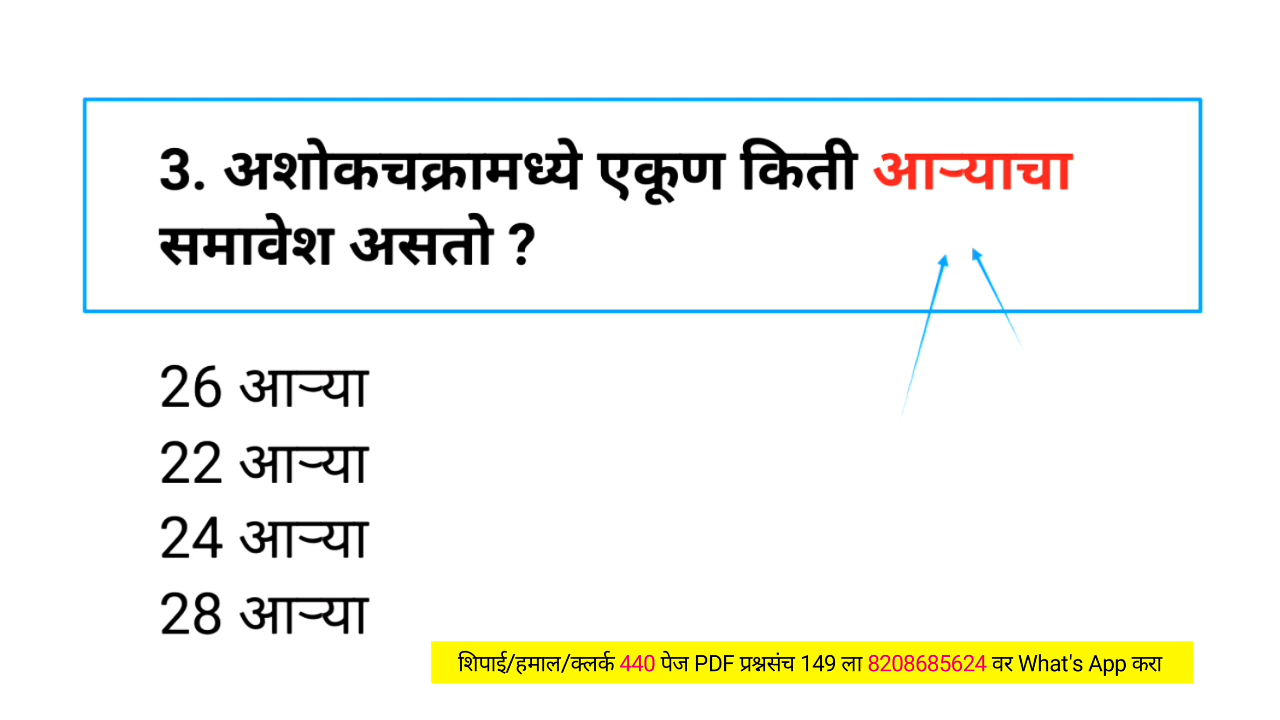 3. अशोकचक्रामध्ये एकूण किती आऱ्याचा
समावेश असतो ?
26 आऱ्या
22 आऱ्या
24 आऱ्या
28 आऱ्या
शिपाई/हमाल/क्लर्क 440 पेज PDF प्रश्नसंच 149 ला 8208685624 वर What's App करा